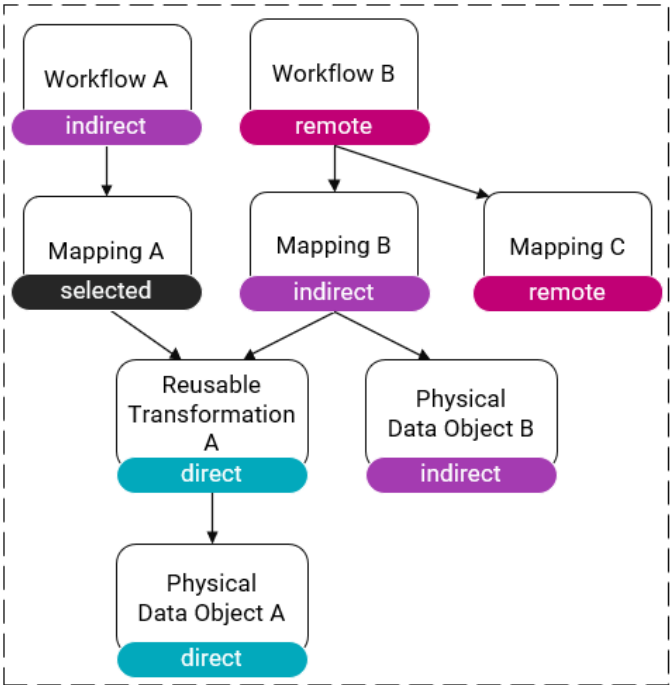 Workflow A
indirect
Workflow B
remote
Mapping A
selected
Mapping B
indirect
Mapping C
remote
Reusable
Transformation
A
direct
Physical
Data Object B
indirect
Physical
Data Object A
direct